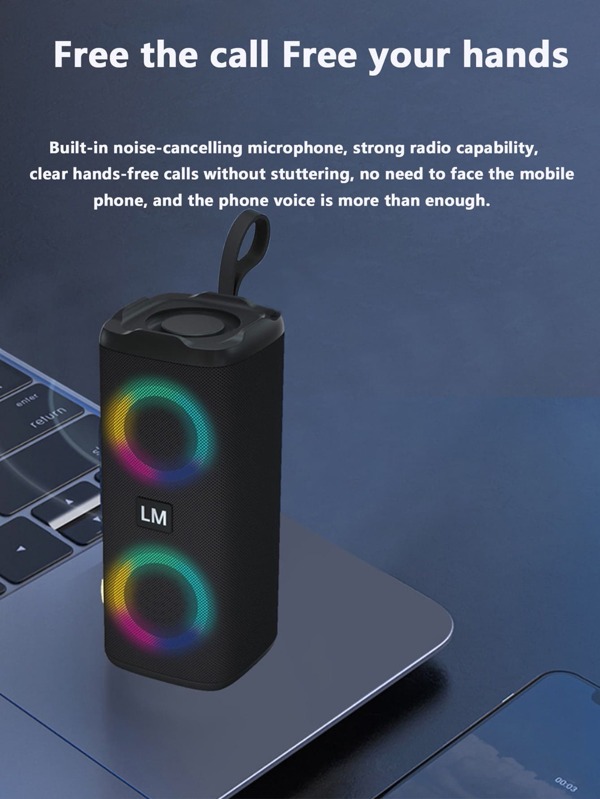 Free the call Free your hands
Built-in noise-cancelling microphone, strong radio capability,
clear hands-free calls without stuttering, no need to face the mobile
phone, and the phone voice is more than enough.
enter
return
LM
00:03